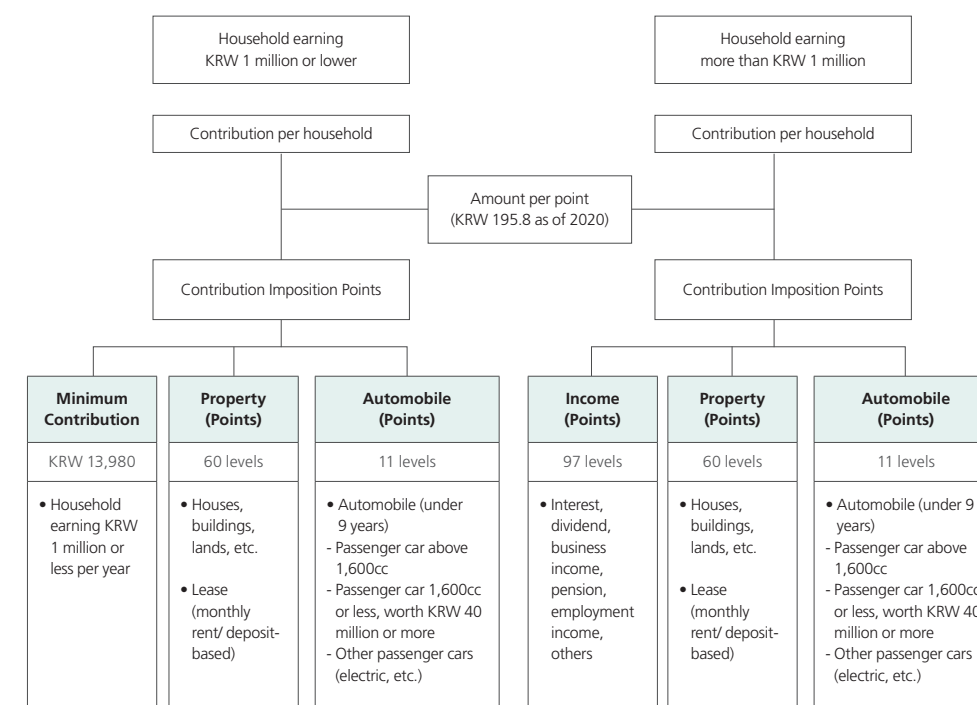 Household earning
KRW 1 million or lower
Household earning
more than KRW 1 million
Contribution per household
Contribution per household
Amount per point
(KRW 195.8 as of 2020)
Contribution Imposition Points
Contribution Imposition Points
Minimum
Contribution
KRW 13,980
• Household
earning KRW
1 million or
less per year
Property
(Points)
60 levels
• Houses,
buildings,
lands, etc.
• Lease
(monthly
rent/ deposit-
based)
Automobile
(Points)
11 levels
• Automobile (under
9 years)
- Passenger car above
1,600cc
- Passenger car 1,600cc
or less, worth KRW 40
million or more
- Other passenger cars
(electric, etc.)
Income
(Points)
97 levels
• Interest,
dividend,
business
income,
pension,
employment
income,
others
Property
(Points)
60 levels
• Houses,
buildings,
lands, etc.
• Lease
(monthly
rent/ deposit-
based)
Automobile
(Points)
11 levels
• Automobile (under 9
years)
- Passenger car above
1,600cc
- Passenger car 1,600cc
or less, worth KRW 40
million or more
- Other passenger cars
(electric, etc.)